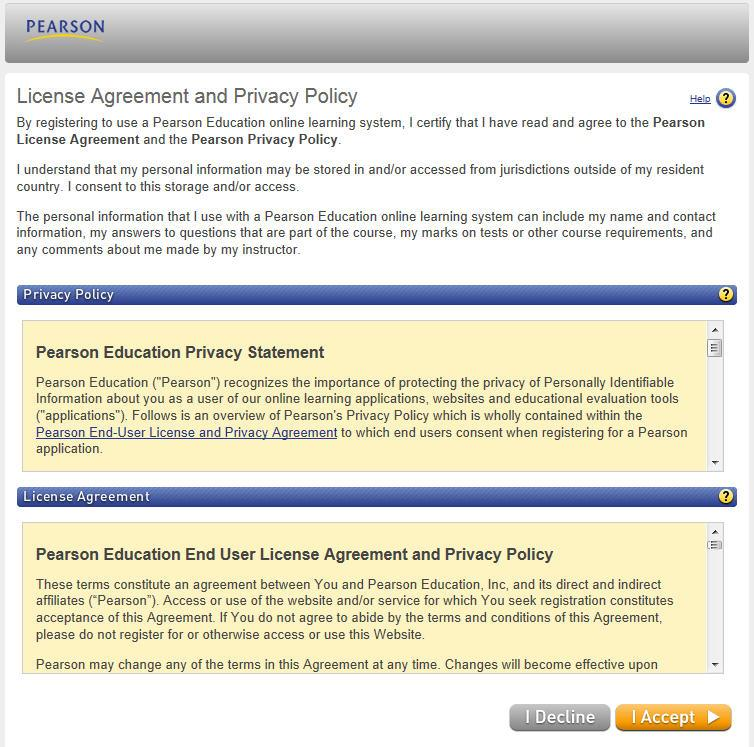 PEARSON
License Agreement and Privacy Policy
Help ?
By registering to use a Pearson Education online learning system, I certify that I have read and agree to the Pearson
License Agreement and the Pearson Privacy Policy.
I understand that my personal information may be stored in and/or accessed from jurisdictions outside of my resident
country. I consent to this storage and/or access.
The personal information that I use with a Pearson Education online learning system can include my name and contact
information, my answers to questions that are part of the course, my marks on tests or other course requirements, and
any comments about me made by my instructor.
Privacy Policy ?
Pearson Education Privacy Statement
Pearson Education ("Pearson") recognizes the importance of protecting the privacy of Personally Identifiable
Information about you as a user of our online learning applications, websites and educational evaluation tools
("applications"). Follows is an overview of Pearson's Privacy Policy which is wholly contained within the
Pearson End-User License and Privacy Agreement to which end users consent when registering for a Pearson
application.
License Agreement ?
Pearson Education End User License Agreement and Privacy Policy
These terms constitute an agreement between You and Pearson Education, Inc, and its direct and indirect
affiliates (“Pearson”). Access or use of the website and/or service for which You seek registration constitutes
acceptance of this Agreement. If You do not agree to abide by the terms and conditions of this Agreement,
please do not register for or otherwise access or use this Website.
Pearson may change any of the terms in this Agreement at any time. Changes will become effective upon
I Decline I Accept